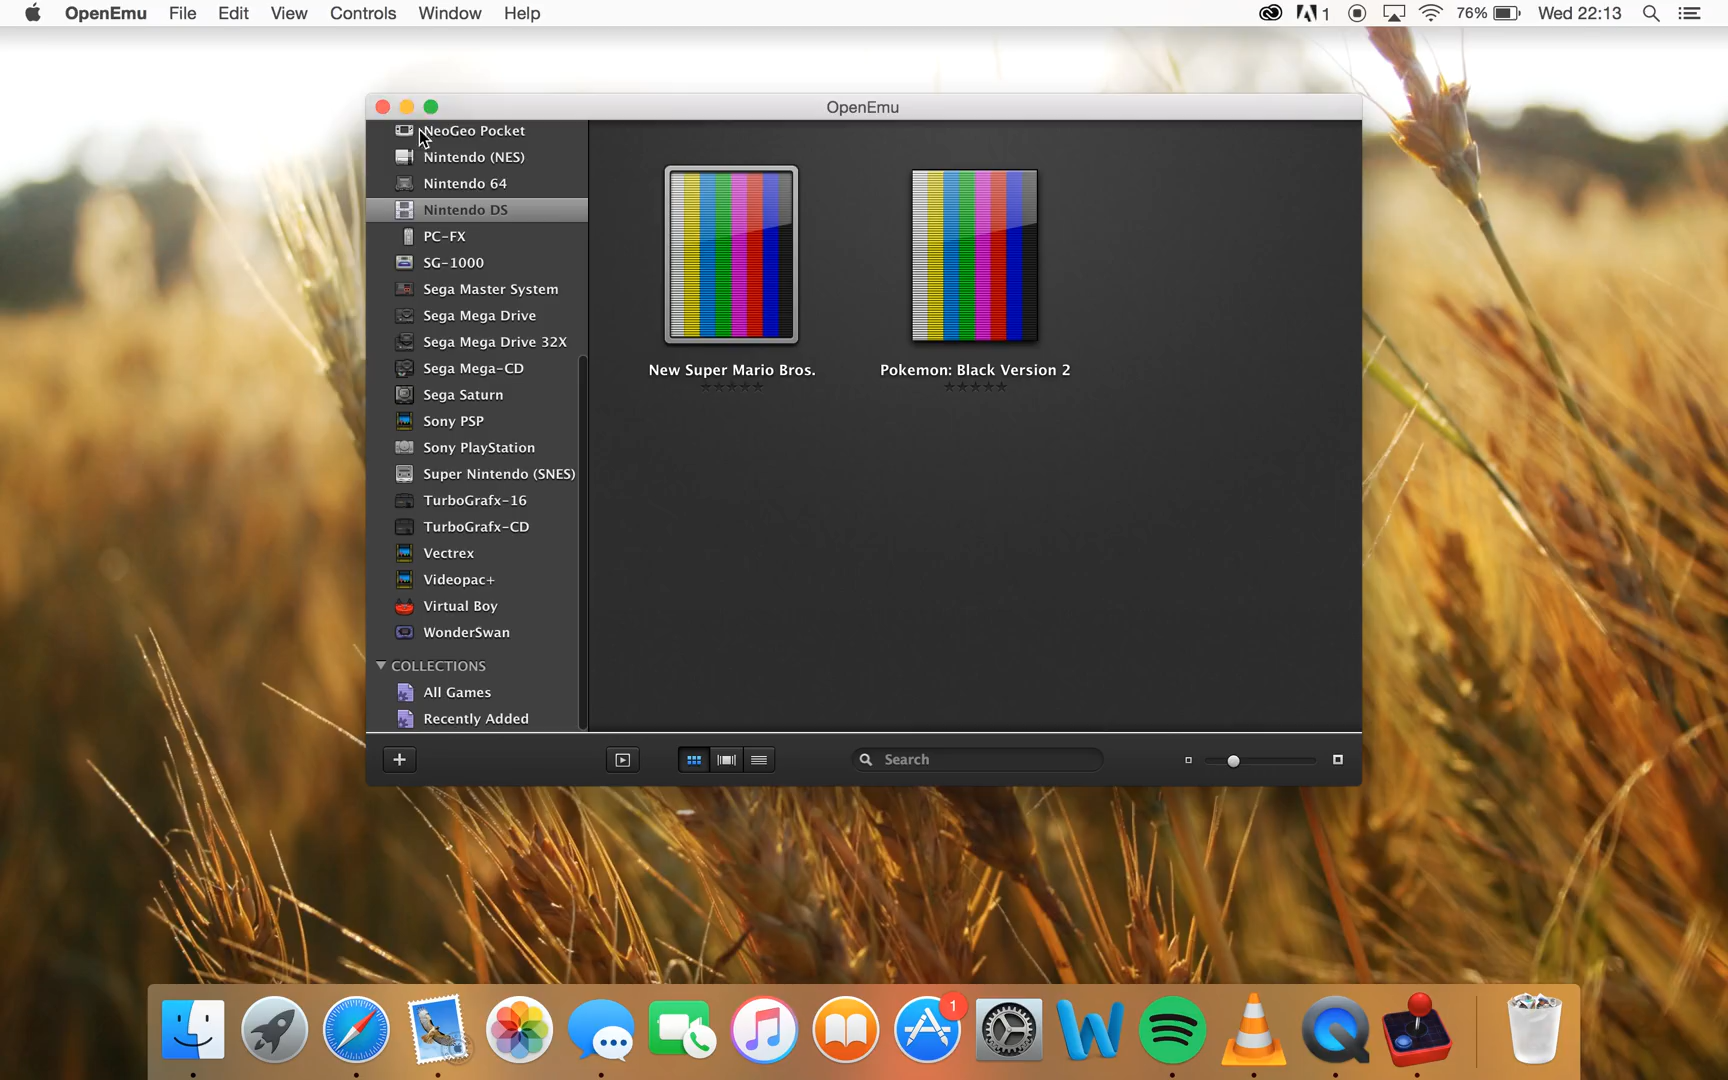 OpenEmu File Edit View Controls Window Help 1 76% Wed 22:13
OpenEmu
NeoGeo Pocket
Nintendo (NES)
Nintendo 64
Nintendo DS
PC-FX
SG-1000
Sega Master System
Sega Mega Drive
Sega Mega Drive 32X
Sega Mega-CD
Sega Saturn
Sony PSP
Sony PlayStation
Super Nintendo (SNES)
TurboGrafx-16
TurboGrafx-CD
Vectrex
Videopac+
Virtual Boy
WonderSwan
COLLECTIONS
All Games
Recently Added
New Super Mario Bros.
Pokemon: Black Version 2
Search
1